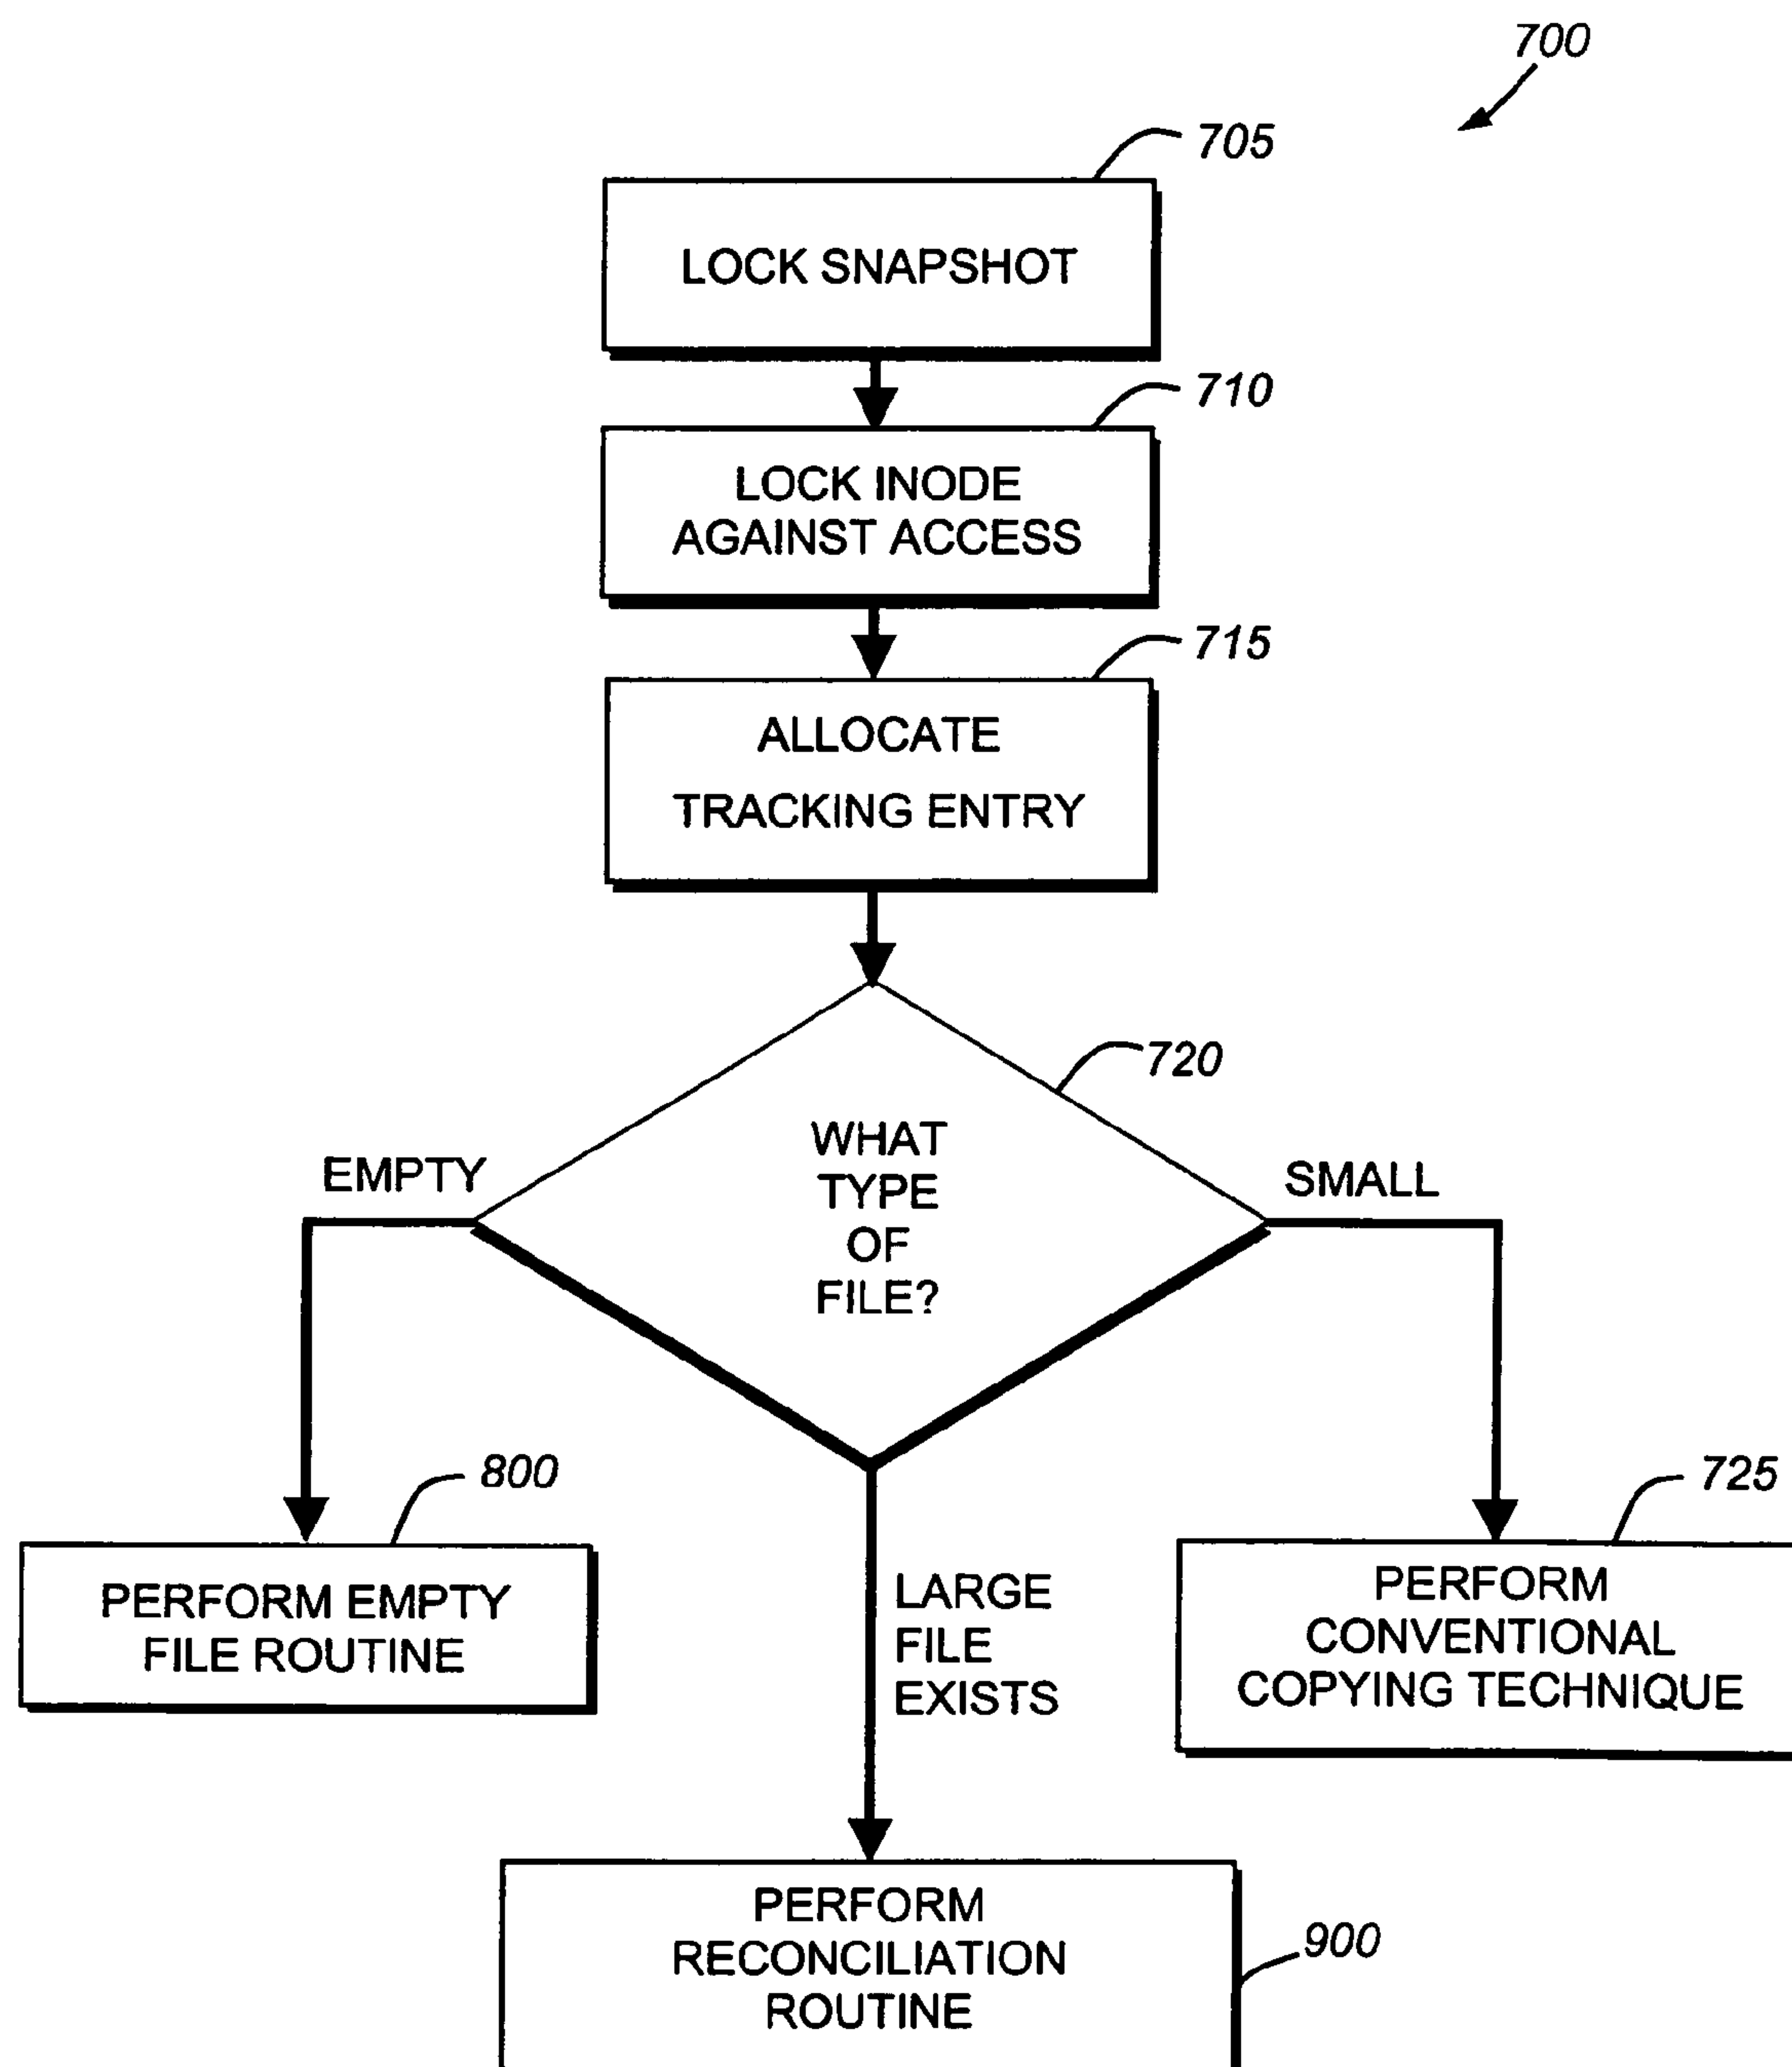 700
705
LOCK SNAPSHOT
710
LOCK INODE
AGAINST ACCESS
715
ALLOCATE
TRACKING ENTRY
720
WHAT
TYPE
OF
FILE?
EMPTY
SMALL
800
PERFORM EMPTY
FILE ROUTINE
LARGE
FILE
EXISTS
725
PERFORM
CONVENTIONAL
COPYING TECHNIQUE
PERFORM
RECONCILIATION
ROUTINE
900